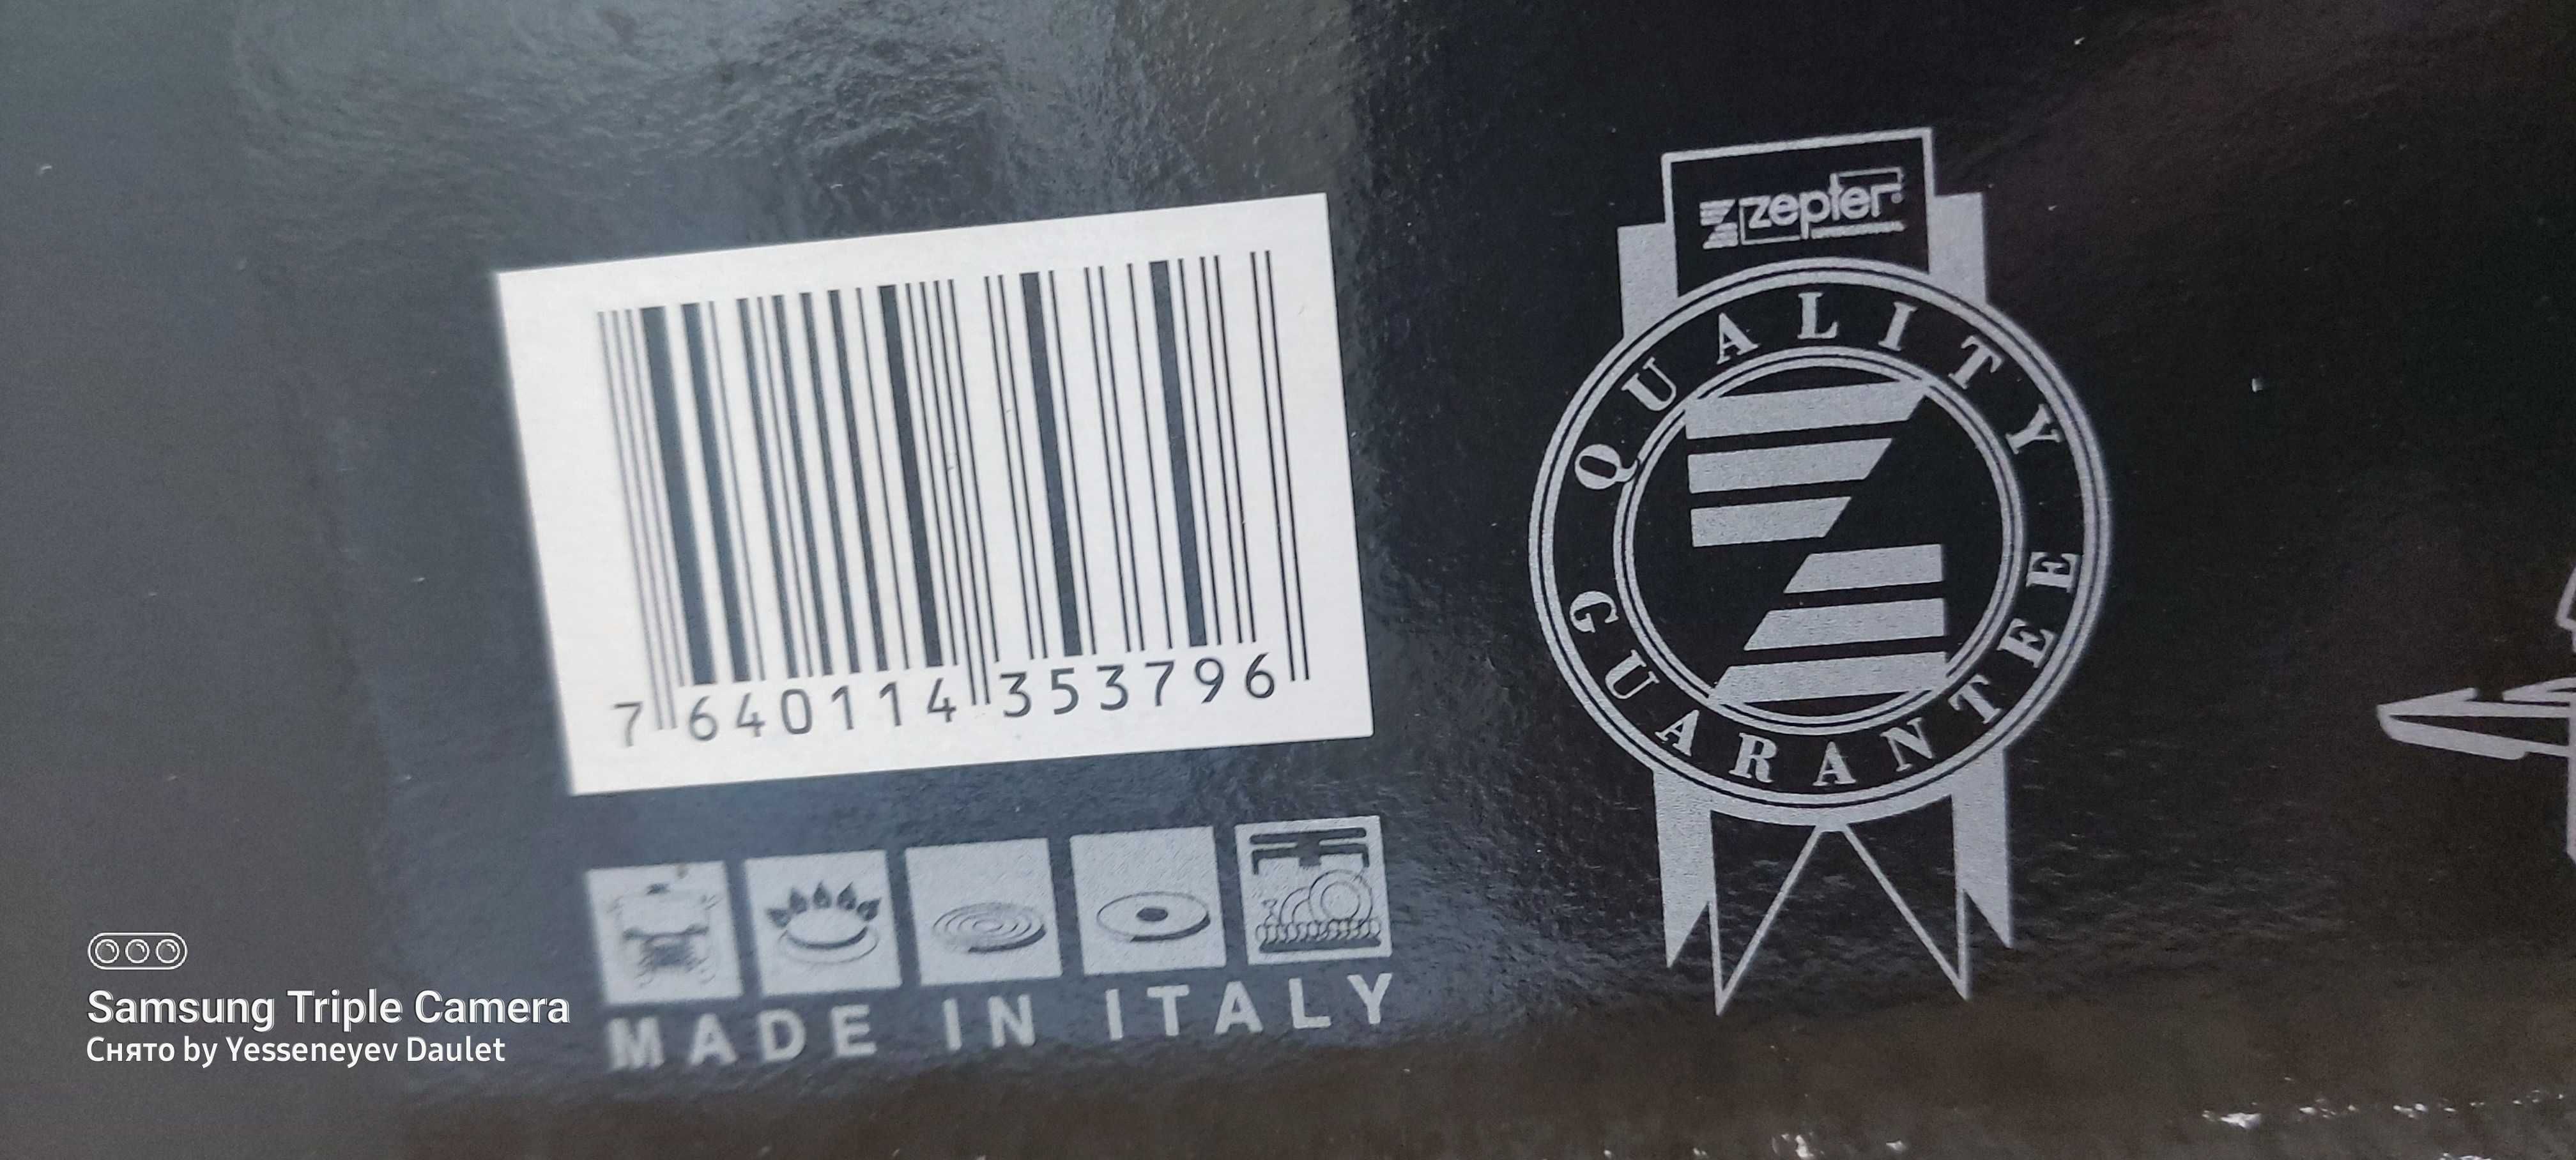 zepter
QUALITY
GUARANTEE
7 640114 353796
MADE IN ITALY
Samsung Triple Camera
Снято by Yesseneyev Daulet